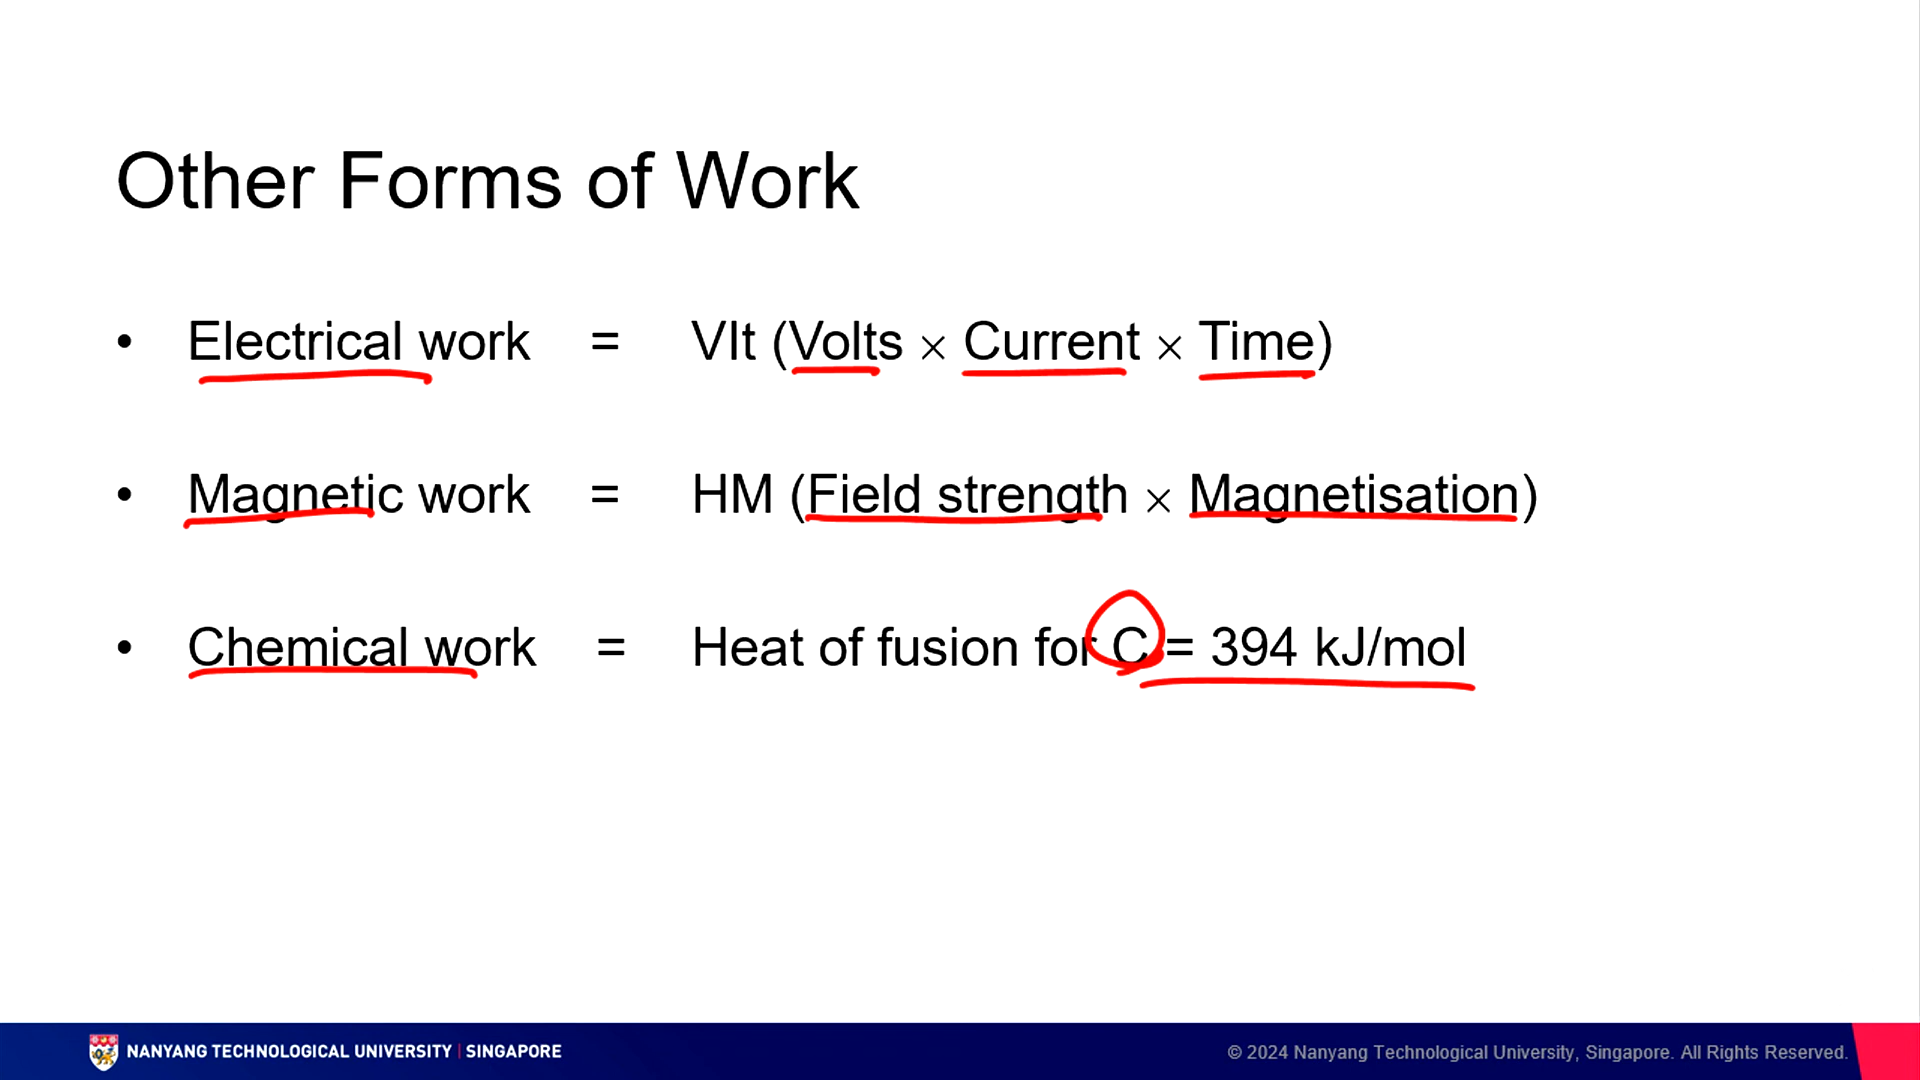 Other Forms of Work
• Electrical work = VIt (Volts × Current × Time)
• Magnetic work = HM (Field strength × Magnetisation)
• Chemical work = Heat of fusion for C = 394 kJ/mol
NANYANG TECHNOLOGICAL UNIVERSITY | SINGAPORE
© 2024 Nanyang Technological University, Singapore. All Rights Reserved.